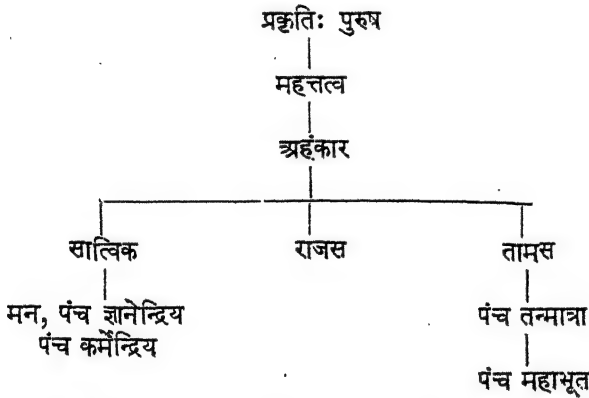 प्रकृतिः पुरुष
महत्तत्व
अहंकार
सात्विक राजस तामस
मन, पंच ज्ञानेन्द्रिय पंच तन्मात्रा
पंच कर्मेन्द्रिय
पंच महाभूत